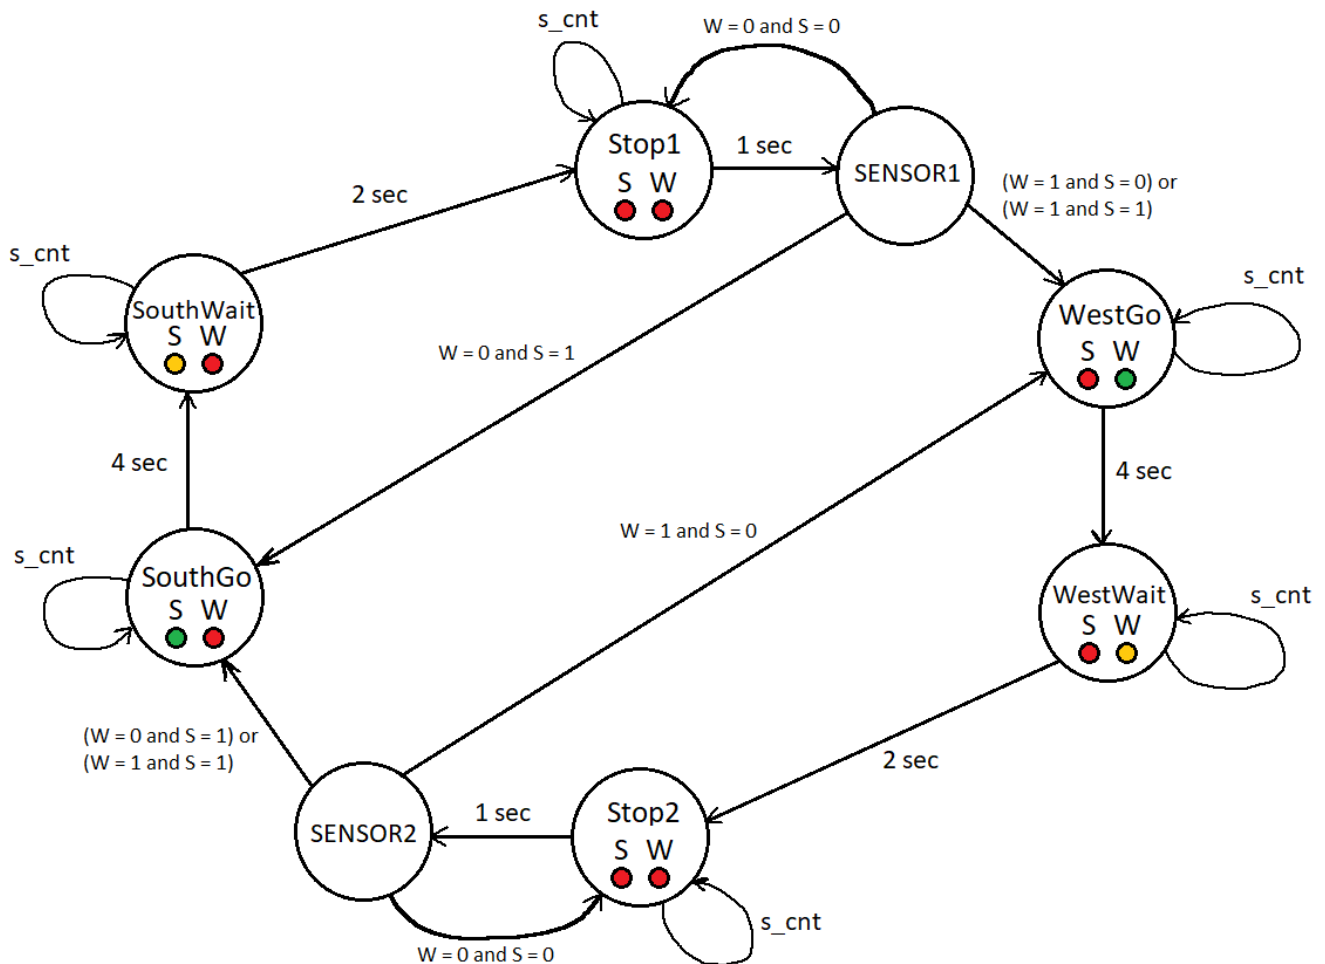 s_cnt
W = 0 and S = 0
Stop1
S W
1 sec
SENSOR1
(W = 1 and S = 0) or
(W = 1 and S = 1)
2 sec
s_cnt
SouthWait
S W
s_cnt
WestGo
S W
W = 0 and S = 1
4 sec
4 sec
W = 1 and S = 0
s_cnt
SouthGo
S W
WestWait
S W
s_cnt
(W = 0 and S = 1) or
(W = 1 and S = 1)
2 sec
SENSOR2
1 sec
Stop2
S W
s_cnt
W = 0 and S = 0